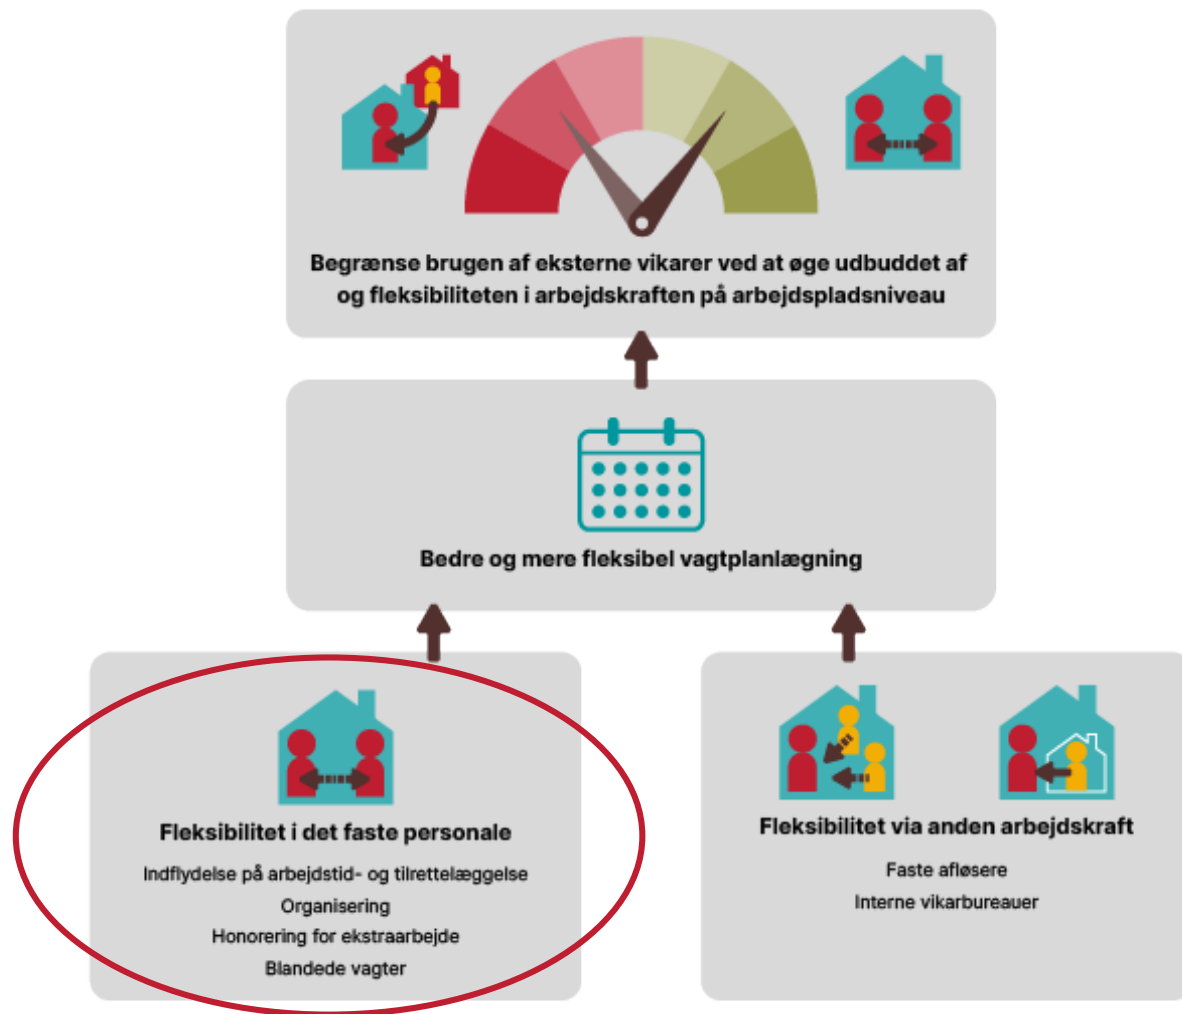 Begrænse brugen af eksterne vikarer ved at øge udbuddet af
og fleksibiliteten i arbejdskraften på arbejdspladsniveau
Bedre og mere fleksibel vagtplanlægning
Fleksibilitet i det faste personale
Indflydelse på arbejdstid- og tilrettelæggelse
Organisering
Honorering for ekstraarbejde
Blandede vagter
Fleksibilitet via anden arbejdskraft
Faste afløsere
Interne vikarbureauer